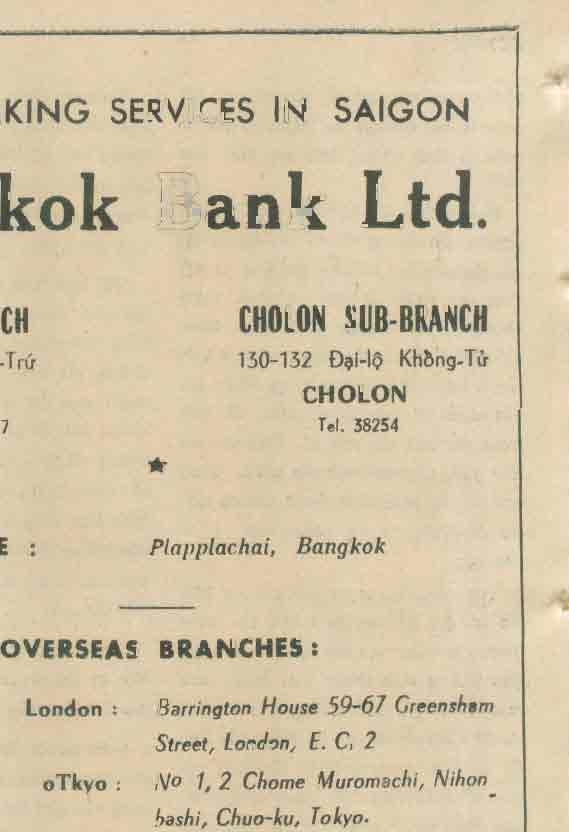 KING SERVICES IN SAIGON
kok Bank Ltd.
CH
CHOLON SUB-BRANCH
-Trứ
130-132 Đại-lộ Khổng-Tử
CHOLON
7
Tel. 38254
E :
Plapplachai, Bangkok
OVERSEAS BRANCHES :
London : Barrington House 59-67 Greensham
Street, London, E. C, 2
oTkyo : No 1, 2 Chome Muromachi, Nihon
bashi, Chuo-ku, Tokyo.